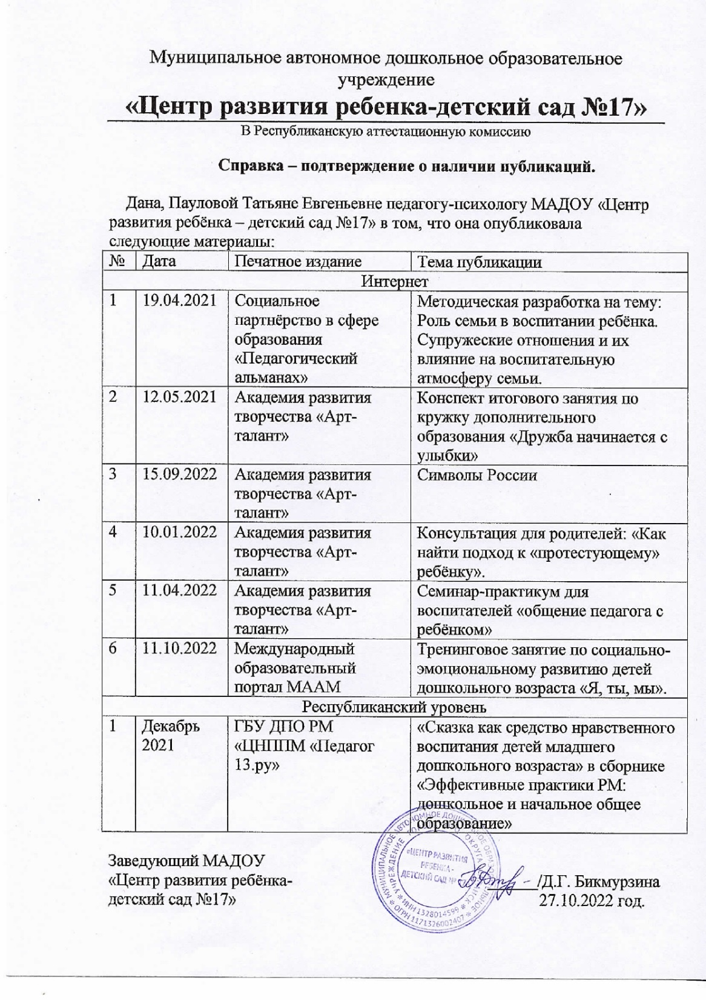 Муниципальное автономное дошкольное образовательное
учреждение
«Центр развития ребенка-детский сад №17»
В Республиканскую аттестационную комиссию
Справка – подтверждение о наличии публикаций.
Дана, Пауловой Татьяне Евгеньевне педагогу-психологу МАДОУ «Центр
развития ребёнка – детский сад №17» в том, что она опубликовала
следующие материалы:
№ Дата Печатное издание Тема публикации
Интернет
1 19.04.2021 Социальное Методическая разработка на тему:
партнёрство в сфере Роль семьи в воспитании ребёнка.
образования Супружеские отношения и их
«Педагогический влияние на воспитательную
альманах» атмосферу семьи.
2 12.05.2021 Академия развития Конспект итогового занятия по
творчества «Арт- кружку дополнительного
талант» образования «Дружба начинается с
улыбки»
3 15.09.2022 Академия развития Символы России
творчества «Арт-
талант»
4 10.01.2022 Академия развития Консультация для родителей: «Как
творчества «Арт- найти подход к «протестующему»
талант» ребёнку».
5 11.04.2022 Академия развития Семинар-практикум для
творчества «Арт- воспитателей «общение педагога с
талант» ребёнком»
6 11.10.2022 Международный Тренинговое занятие по социально-
образовательный эмоциональному развитию детей
портал МААМ дошкольного возраста «Я, ты, мы».
Республиканский уровень
1 Декабрь ГБУ ДПО РМ «Сказка как средство нравственного
2021 «ЦНППМ «Педагог воспитания детей младшего
13.ру» дошкольного возраста» в сборнике
«Эффективные практики РМ:
дошкольное и начальное общее
образование»
Заведующий МАДОУ
«Центр развития ребёнка-
детский сад №17»
/Д.Г. Бикмурзина
27.10.2022 год.
МУНИЦИПАЛЬНОЕ АВТОНОМНОЕ
УЧРЕЖДЕНИЕ
ОКРУГА
«ЦЕНТР РАЗВИТИЯ
РЕБЕНКА -
ДЕТСКИЙ САД №
ИНН 1328014599
ОГРН 1171326002407